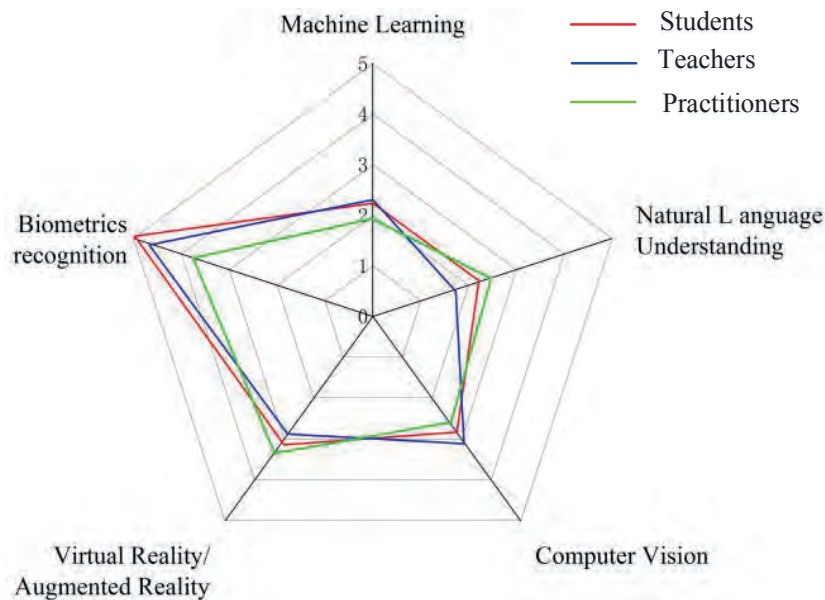 Machine Learning
Students
Teachers
Practitioners
5
4
3
2
1
0
Biometrics
recognition
Natural L anguage
Understanding
Virtual Reality/
Augmented Reality
Computer Vision